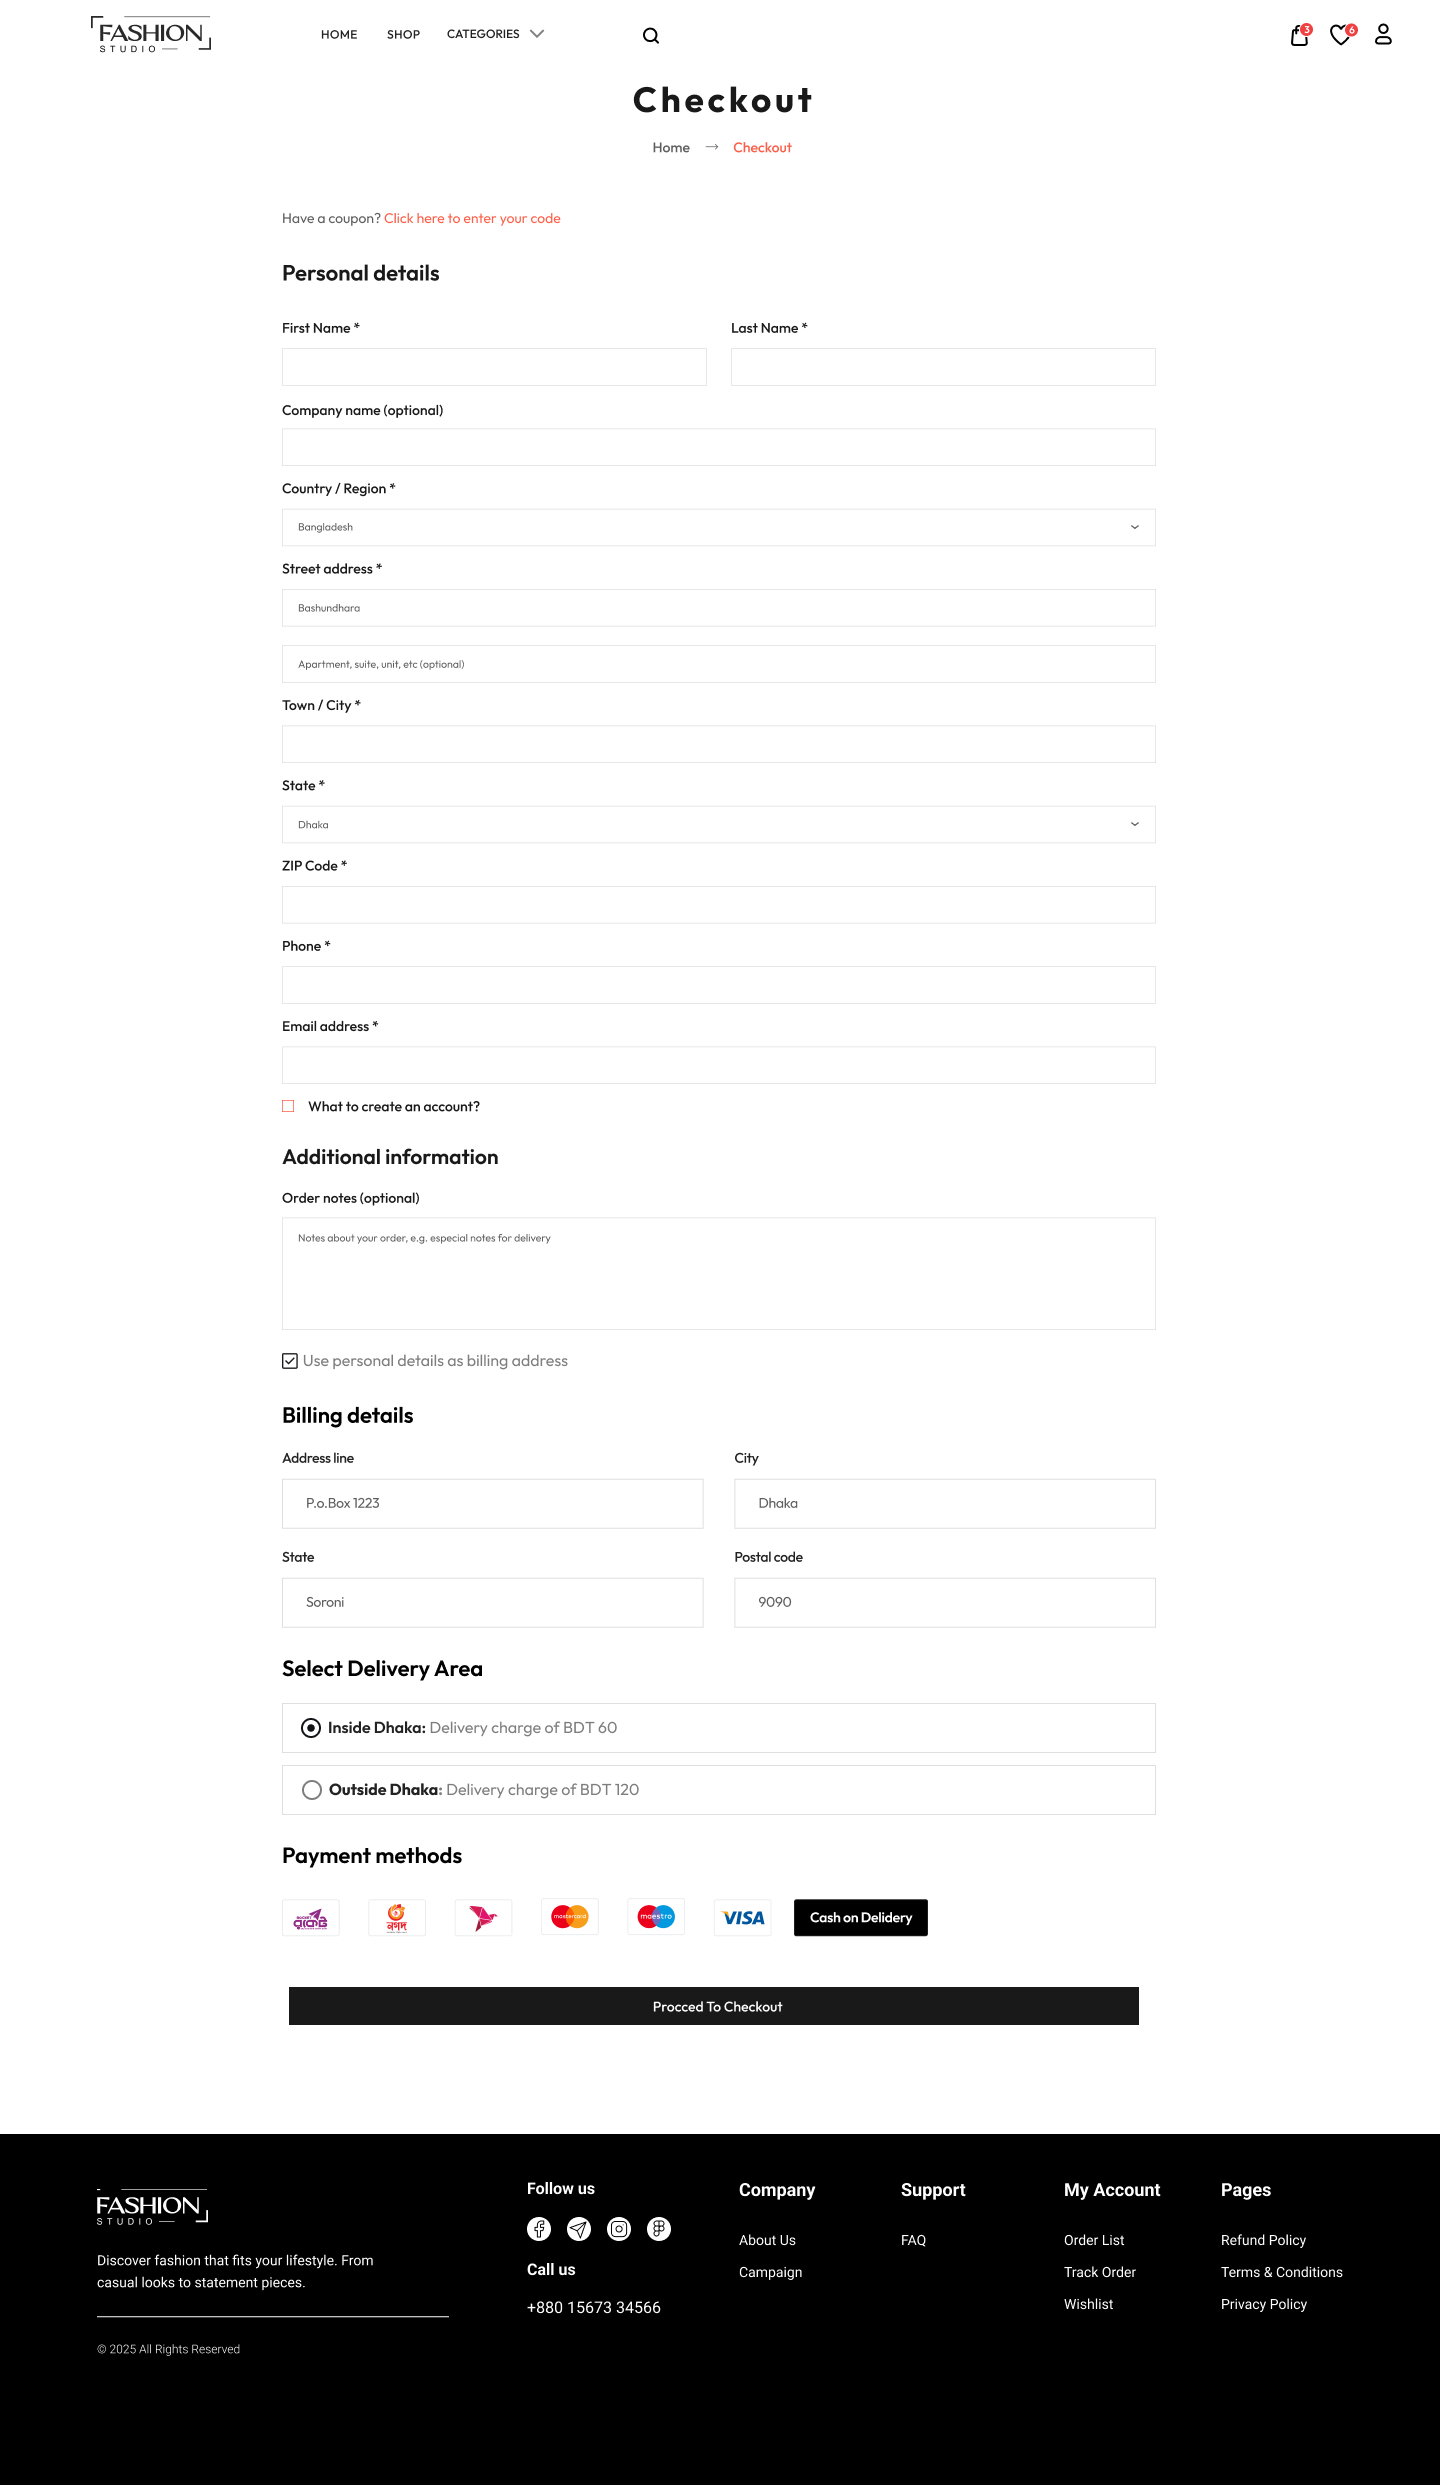 FASHION
STUDIO
HOME SHOP CATEGORIES
3 6
Checkout
Home → Checkout
Have a coupon? Click here to enter your code
Personal details
First Name * Last Name *
Company name (optional)
Country / Region *
Bangladesh
Street address *
Bashundhara
Apartment, suite, unit, etc (optional)
Town / City *
State *
Dhaka
ZIP Code *
Phone *
Email address *
What to create an account?
Additional information
Order notes (optional)
Notes about your order, e.g. especial notes for delivery
Use personal details as billing address
Billing details
Address line City
P.o.Box 1223 Dhaka
State Postal code
Soroni 9090
Select Delivery Area
Inside Dhaka: Delivery charge of BDT 60
Outside Dhaka: Delivery charge of BDT 120
Payment methods
নগদ mastercard maestro VISA Cash on Delidery
Procced To Checkout
FASHION
STUDIO
Discover fashion that fits your lifestyle. From
casual looks to statement pieces.
© 2025 All Rights Reserved
Follow us
Call us
+880 15673 34566
Company
About Us
Campaign
Support
FAQ
My Account
Order List
Track Order
Wishlist
Pages
Refund Policy
Terms & Conditions
Privacy Policy